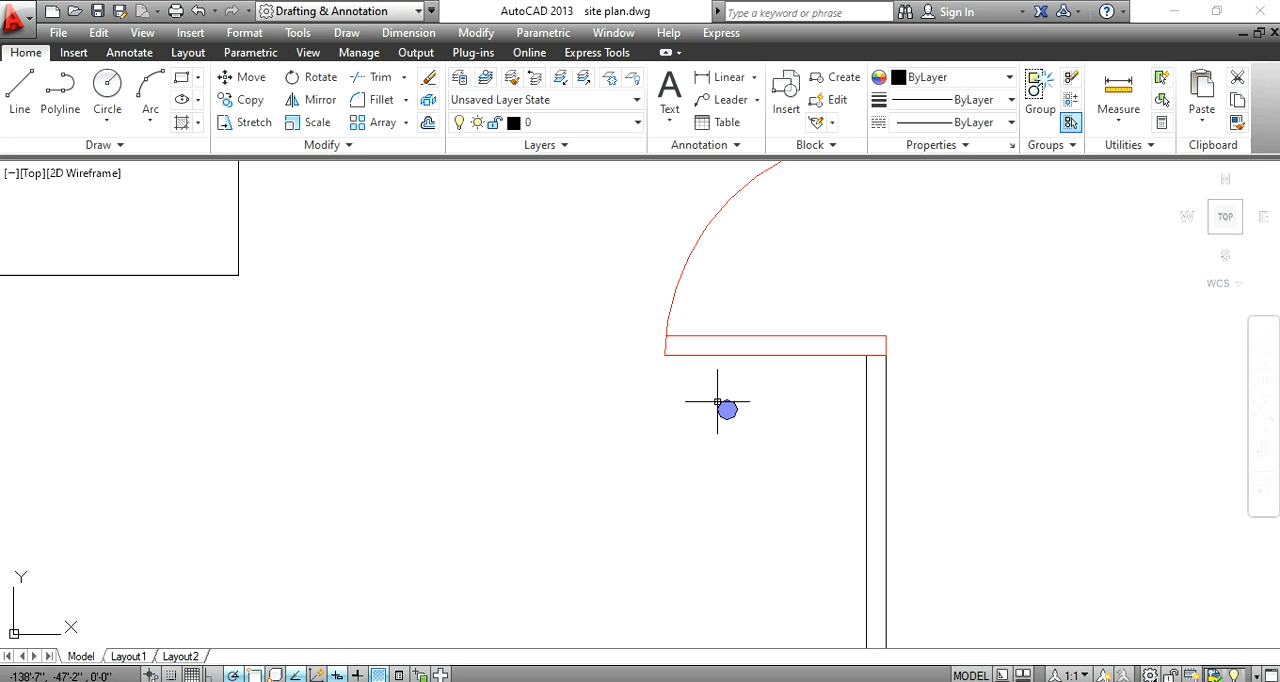 Drafting & Annotation AutoCAD 2013 site plan.dwg Type a keyword or phrase Sign In
File Edit View Insert Format Tools Draw Dimension Modify Parametric Window Help Express
Home Insert Annotate Layout Parametric View Manage Output Plug-ins Online Express Tools
Move Rotate Trim Linear Create ByLayer
Unsaved Layer State
Line Polyline Circle Arc Copy Mirror Fillet Text Leader Insert Edit ByLayer Group Measure Paste
Stretch Scale Array 0 Table ByLayer
Draw Modify Layers Annotation Block Properties Groups Utilities Clipboard
[−][Top][2D Wireframe]
N
W TOP E
S
WCS
Y
X
Model Layout1 Layout2
-138'-7", -47'-2", 0'-0" MODEL 1:1